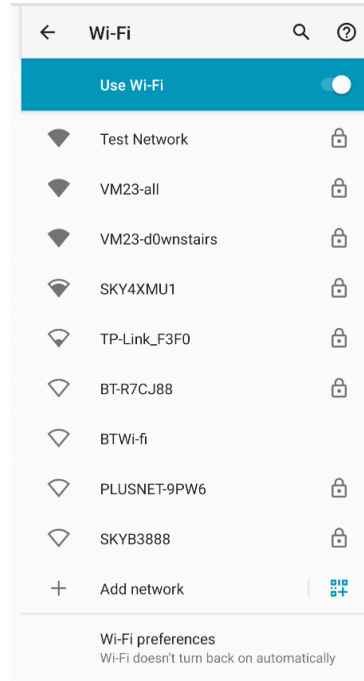 Wi-Fi
Use Wi-Fi
Test Network
VM23-all
VM23-d0wnstairs
SKY4XMU1
TP-Link_F3F0
BT-R7CJ88
BTWi-fi
PLUSNET-9PW6
SKYB3888
Add network
Wi-Fi preferences
Wi-Fi doesn't turn back on automatically